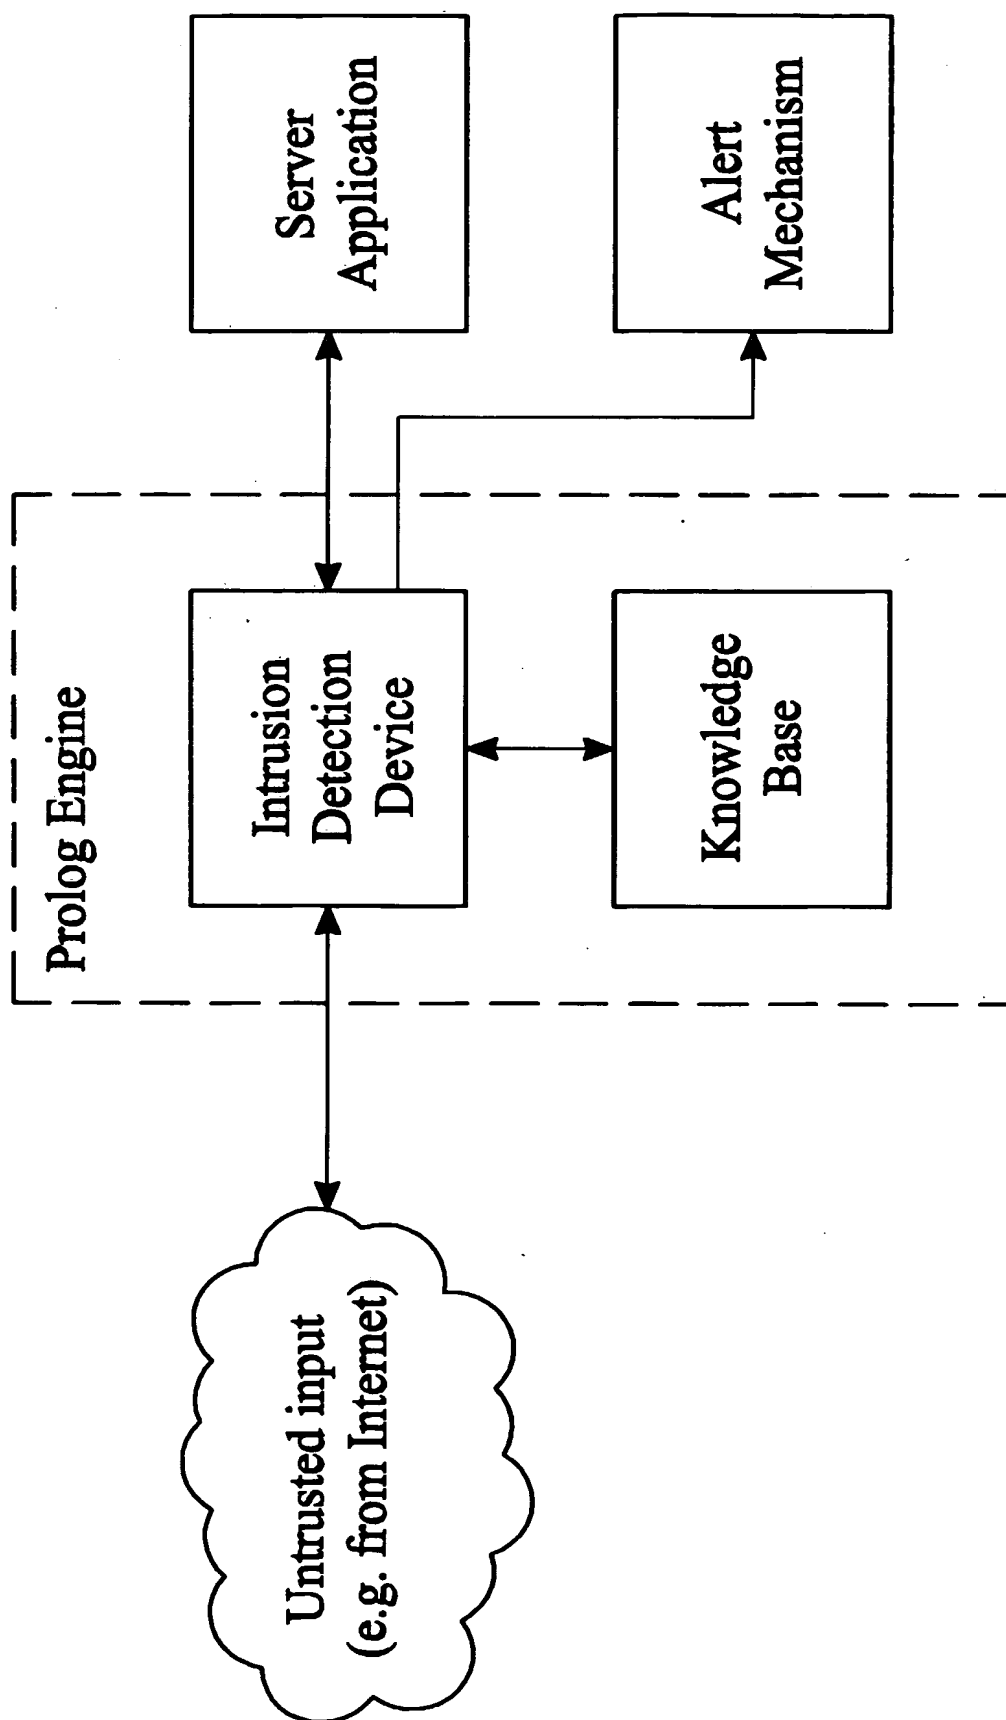 Prolog Engine
Untrusted input
(e.g. from Internet)
Intrusion
Detection
Device
Server
Application
Knowledge
Base
Alert
Mechanism